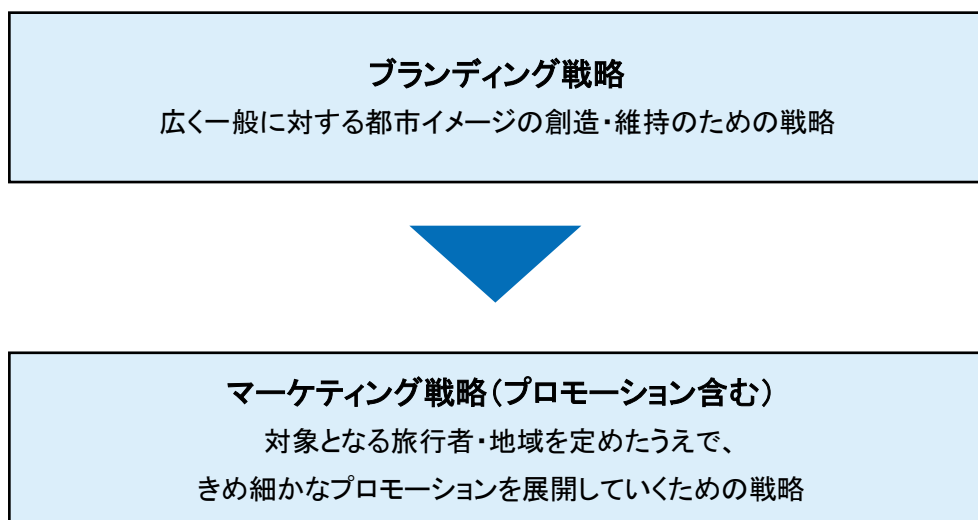 ブランディング戦略
広く一般に対する都市イメージの創造・維持のための戦略
マーケティング戦略（プロモーション含む）
対象となる旅行者・地域を定めたうえで、
きめ細かなプロモーションを展開していくための戦略